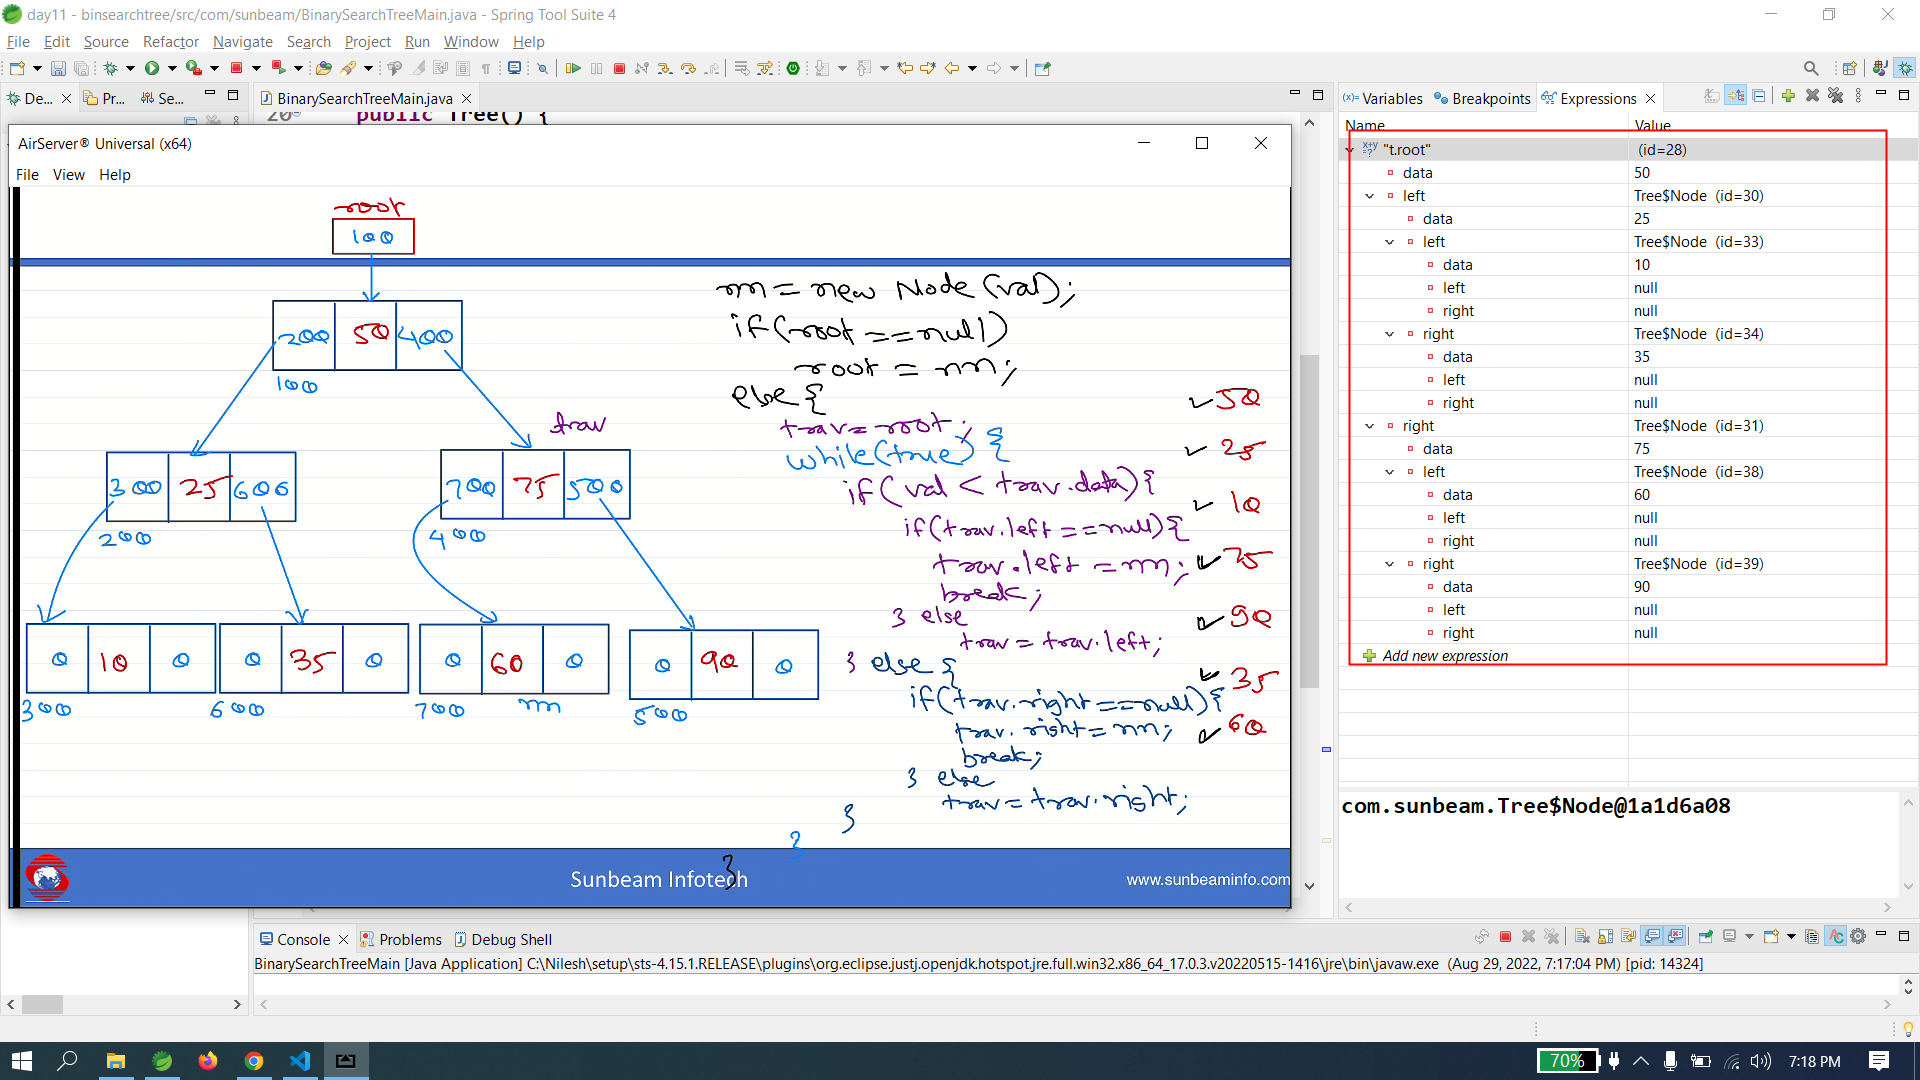 day11 - binsearchtree/src/com/sunbeam/BinarySearchTreeMain.java - Spring Tool Suite 4
File Edit Source Refactor Navigate Search Project Run Window Help
De... Pr... Se...
BinarySearchTreeMain.java
20 public Tree() {
AirServer® Universal (x64)
File View Help
root
100
200 50 400
100
trav
300 25 600
200
700 75 500
400
0 10 0
300
0 35 0
600
0 60 0
700 nn
0 90 0
500
nn = new Node (val);
if(root == null)
root = nn;
else {
trav = root;
while(true) {
if( val < trav.data) {
if(trav.left == null) {
trav.left = nn;
break;
} else
trav = trav.left;
} else {
if(trav.right == null) {
trav.right = nn;
break;
} else
trav = trav.right;
}
}
}
50
25
10
75
90
35
60
Sunbeam Infotech
www.sunbeaminfo.com
Variables Breakpoints Expressions
Name Value
"t.root" (id=28)
data 50
left Tree$Node (id=30)
data 25
left Tree$Node (id=33)
data 10
left null
right null
right Tree$Node (id=34)
data 35
left null
right null
right Tree$Node (id=31)
data 75
left Tree$Node (id=38)
data 60
left null
right null
right Tree$Node (id=39)
data 90
left null
right null
Add new expression
com.sunbeam.Tree$Node@1a1d6a08
Console Problems Debug Shell
BinarySearchTreeMain [Java Application] C:\Nilesh\setup\sts-4.15.1.RELEASE\plugins\org.eclipse.justj.openjdk.hotspot.jre.full.win32.x86_64_17.0.3.v20220515-1416\jre\bin\javaw.exe (Aug 29, 2022, 7:17:04 PM) [pid: 14324]
70% 7:18 PM